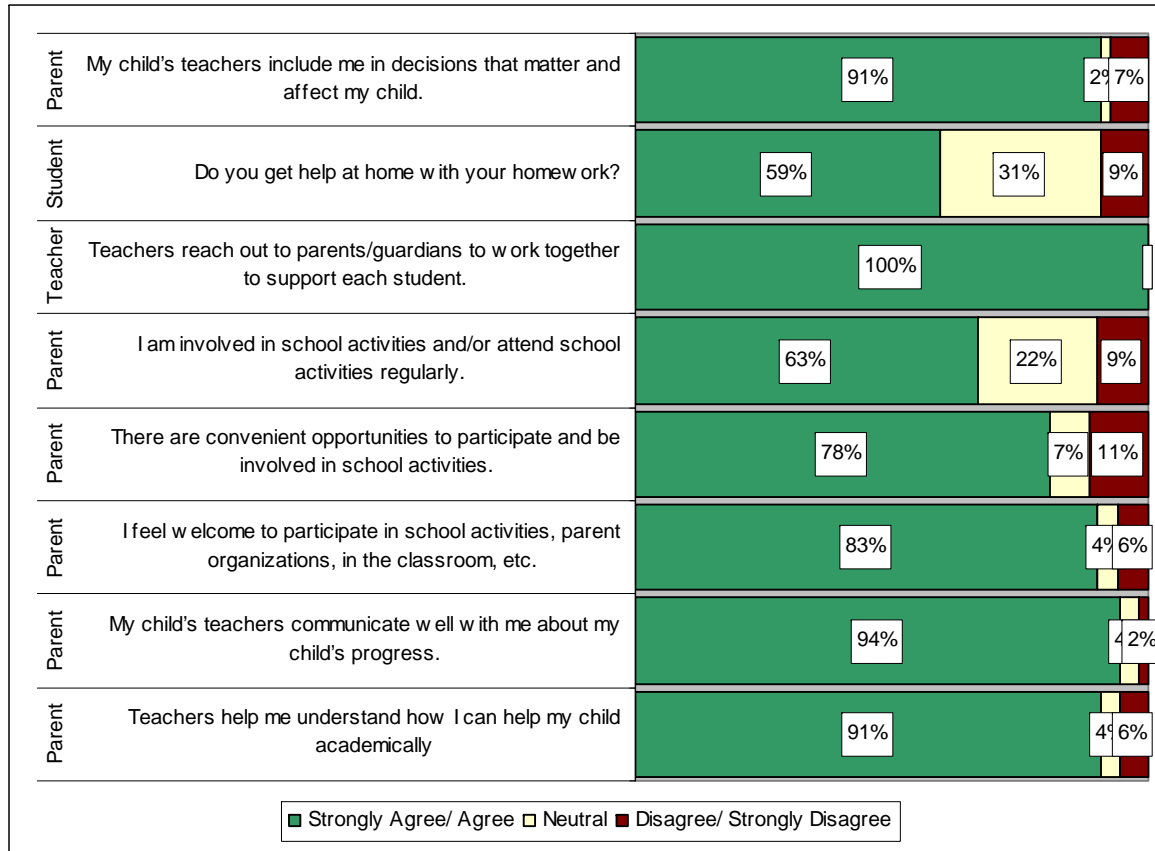 Parent
My child's teachers include me in decisions that matter and
affect my child.
91%
2%
7%
Student
Do you get help at home with your homework?
59%
31%
9%
Teacher
Teachers reach out to parents/guardians to work together
to support each student.
100%
Parent
I am involved in school activities and/or attend school
activities regularly.
63%
22%
9%
Parent
There are convenient opportunities to participate and be
involved in school activities.
78%
7%
11%
Parent
I feel welcome to participate in school activities, parent
organizations, in the classroom, etc.
83%
4%
6%
Parent
My child's teachers communicate well with me about my
child's progress.
94%
4
2%
Parent
Teachers help me understand how I can help my child
academically
91%
4%
6%
Strongly Agree/ Agree
Neutral
Disagree/ Strongly Disagree